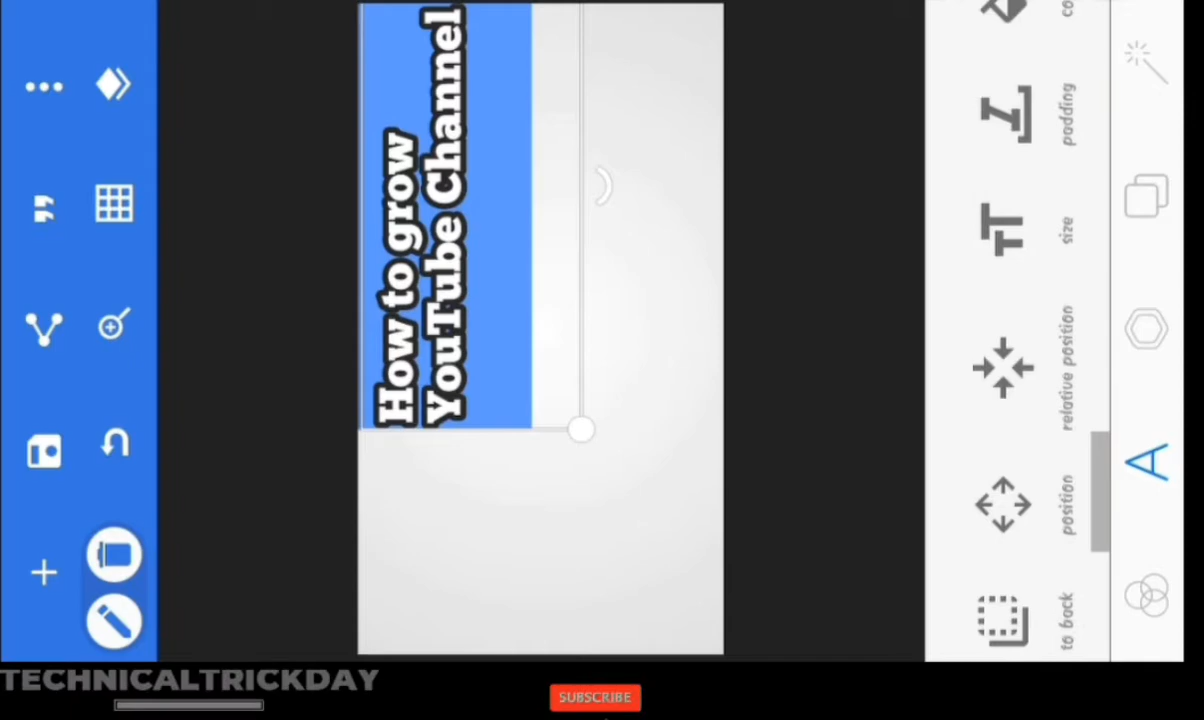 How to grow
YouTube Channel
padding
size
relative position
position
to back
TECHNICALTRICKDAY
SUBSCRIBE